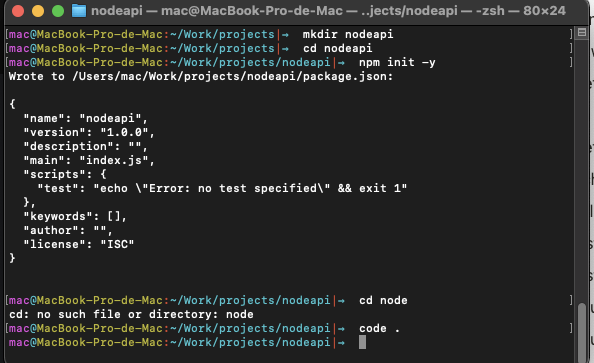 nodeapi — mac@MacBook-Pro-de-Mac — ..jects/nodeapi — -zsh — 80×24
[mac@MacBook-Pro-de-Mac:~/Work/projects|→  mkdir nodeapi ]
[mac@MacBook-Pro-de-Mac:~/Work/projects|→  cd nodeapi ]
[mac@MacBook-Pro-de-Mac:~/Work/projects/nodeapi|→  npm init -y ]
Wrote to /Users/mac/Work/projects/nodeapi/package.json:
{
  "name": "nodeapi",
  "version": "1.0.0",
  "description": "",
  "main": "index.js",
  "scripts": {
    "test": "echo \"Error: no test specified\" && exit 1"
  },
  "keywords": [],
  "author": "",
  "license": "ISC"
}
[mac@MacBook-Pro-de-Mac:~/Work/projects/nodeapi|→  cd node ]
cd: no such file or directory: node
[mac@MacBook-Pro-de-Mac:~/Work/projects/nodeapi|→  code . ]
mac@MacBook-Pro-de-Mac:~/Work/projects/nodeapi|→